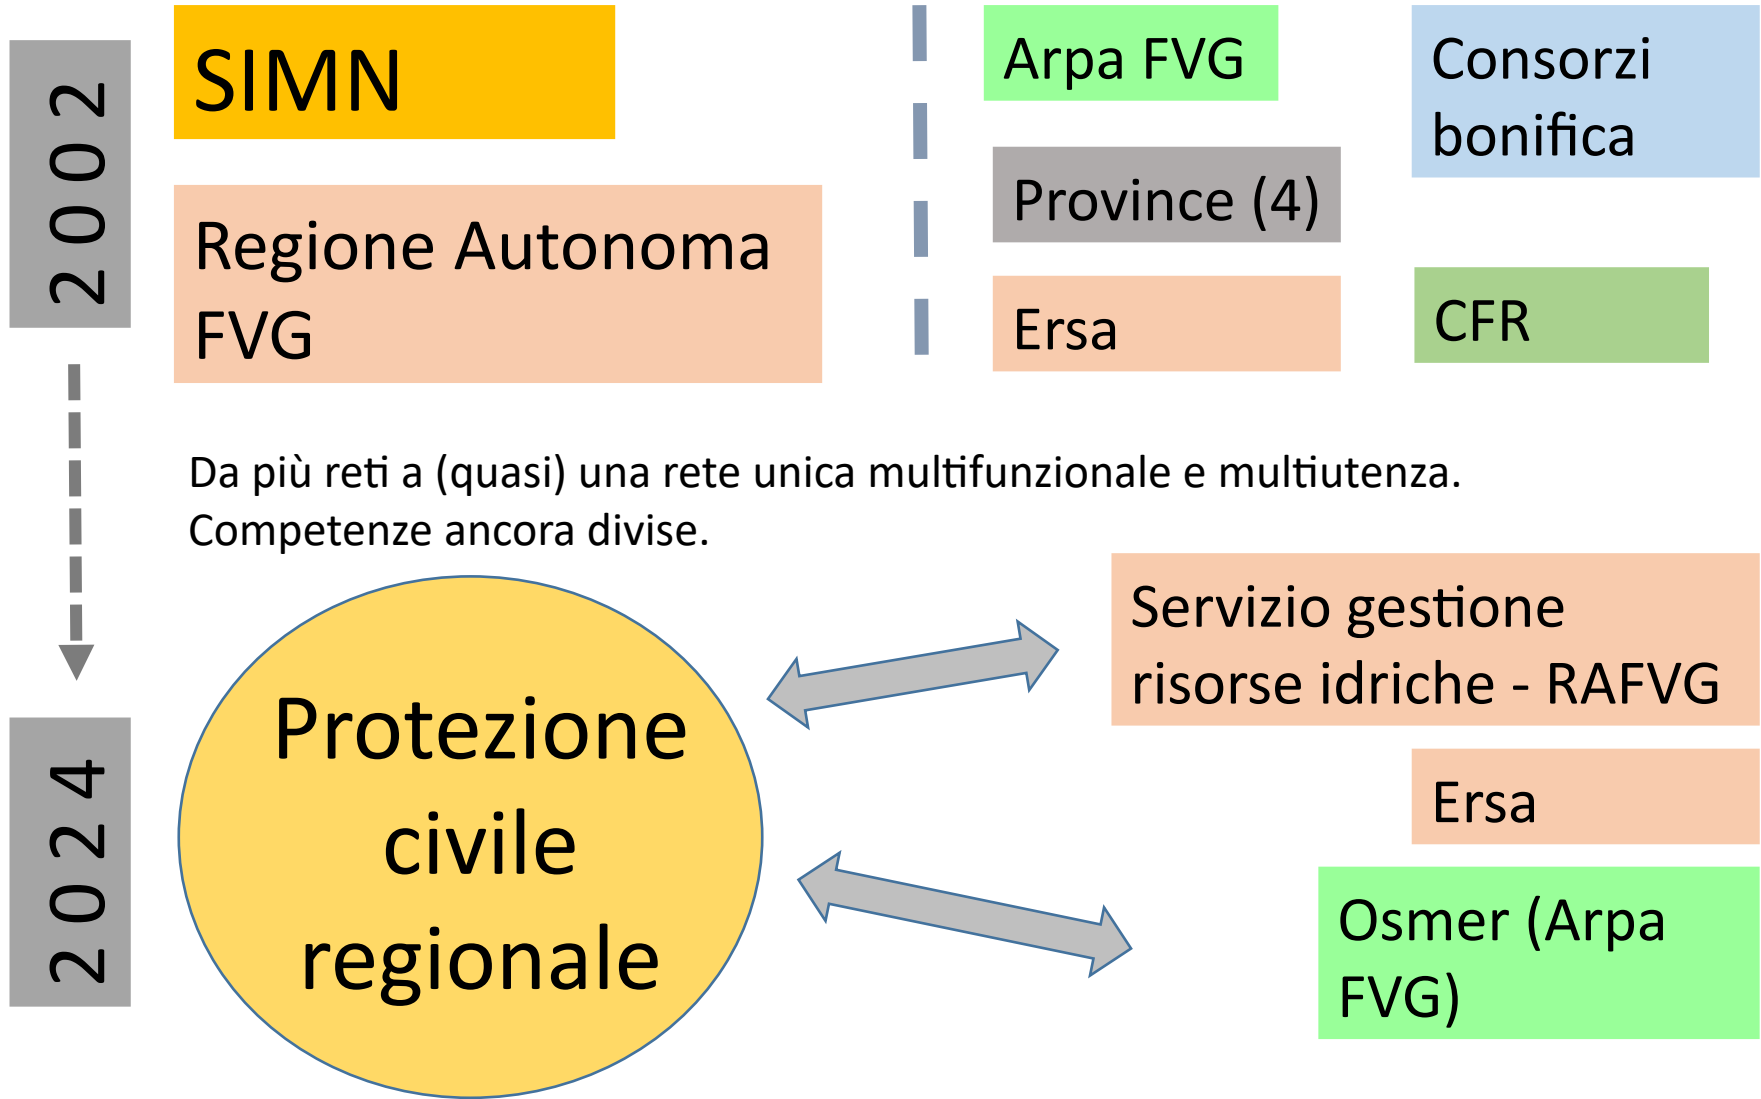 2002
SIMN
Regione Autonoma
FVG
Arpa FVG
Province (4)
Ersa
Consorzi
bonifica
CFR
Da più reti a (quasi) una rete unica multifunzionale e multiutenza.
Competenze ancora divise.
2024
Protezione
civile
regionale
Servizio gestione
risorse idriche - RAFVG
Ersa
Osmer (Arpa
FVG)